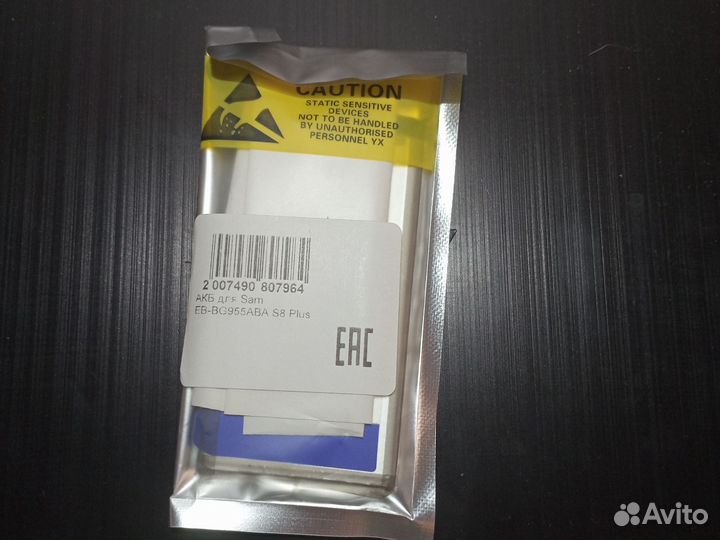 CAUTION
STATIC SENSITIVE
DEVICES
NOT TO BE HANDLED
BY UNAUTHORISED
PERSONNEL YX
2 007490 807964
АКБ для Sam
EB-BG955ABA S8 Plus
EAC
Avito